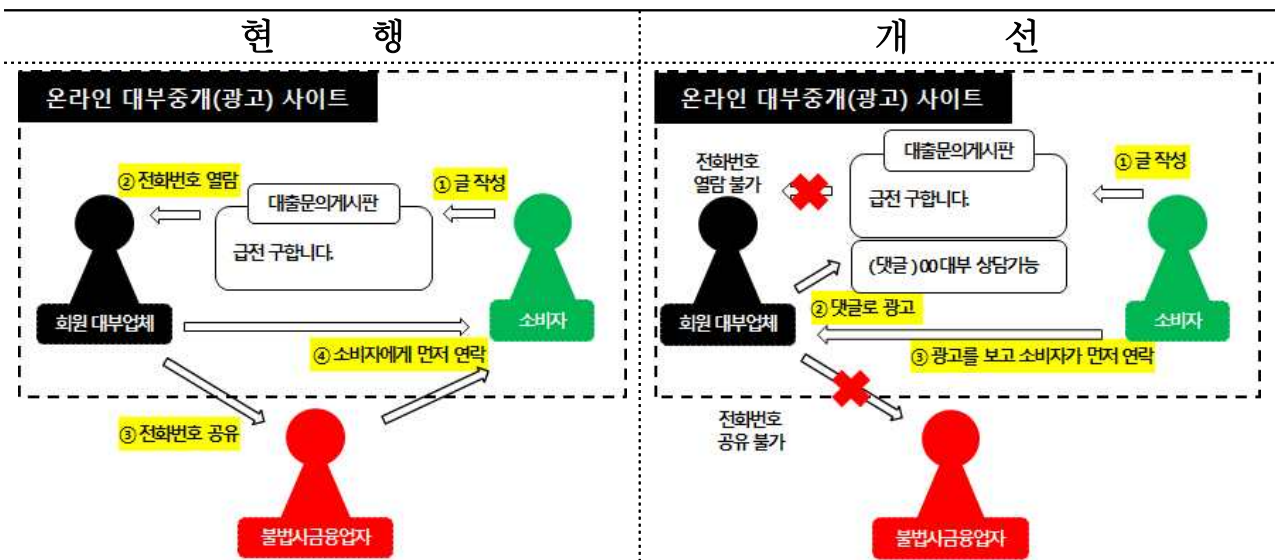 현 행
온라인 대부중개(광고) 사이트
② 전화번호 열람
① 글 작성
대출문의게시판
급전 구합니다.
회원 대부업체
소비자
④ 소비자에게 먼저 연락
③ 전화번호 공유
불법사금융업자
개 선
온라인 대부중개(광고) 사이트
전화번호
열람 불가
대출문의게시판
① 글 작성
급전 구합니다.
(댓글)00대부 상담가능
회원 대부업체
② 댓글로 광고
소비자
③ 광고를 보고 소비자가 먼저 연락
전화번호
공유 불가
불법사금융업자